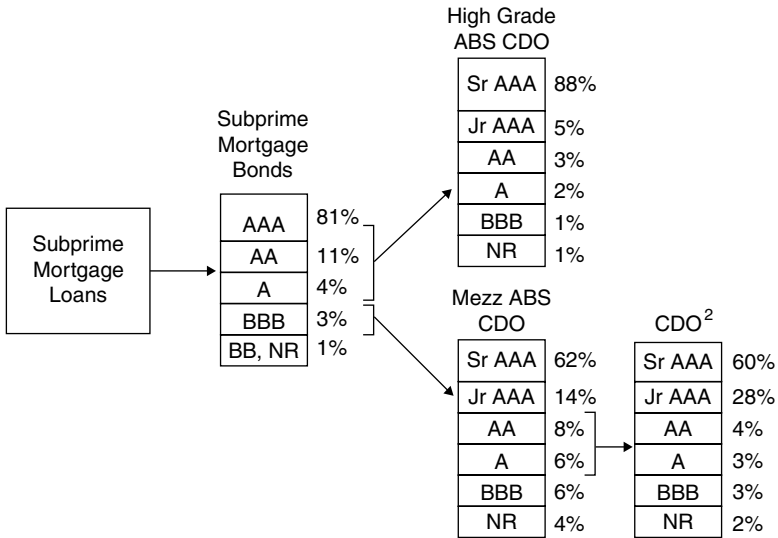 High Grade
ABS CDO
Sr AAA 88%
Jr AAA 5%
AA 3%
A 2%
BBB 1%
NR 1%
Subprime
Mortgage
Bonds
AAA 81%
AA 11%
A 4%
BBB 3%
BB, NR 1%
Subprime
Mortgage
Loans
Mezz ABS
CDO
Sr AAA 62%
Jr AAA 14%
AA 8%
A 6%
BBB 6%
NR 4%
CDO²
Sr AAA 60%
Jr AAA 28%
AA 4%
A 3%
BBB 3%
NR 2%